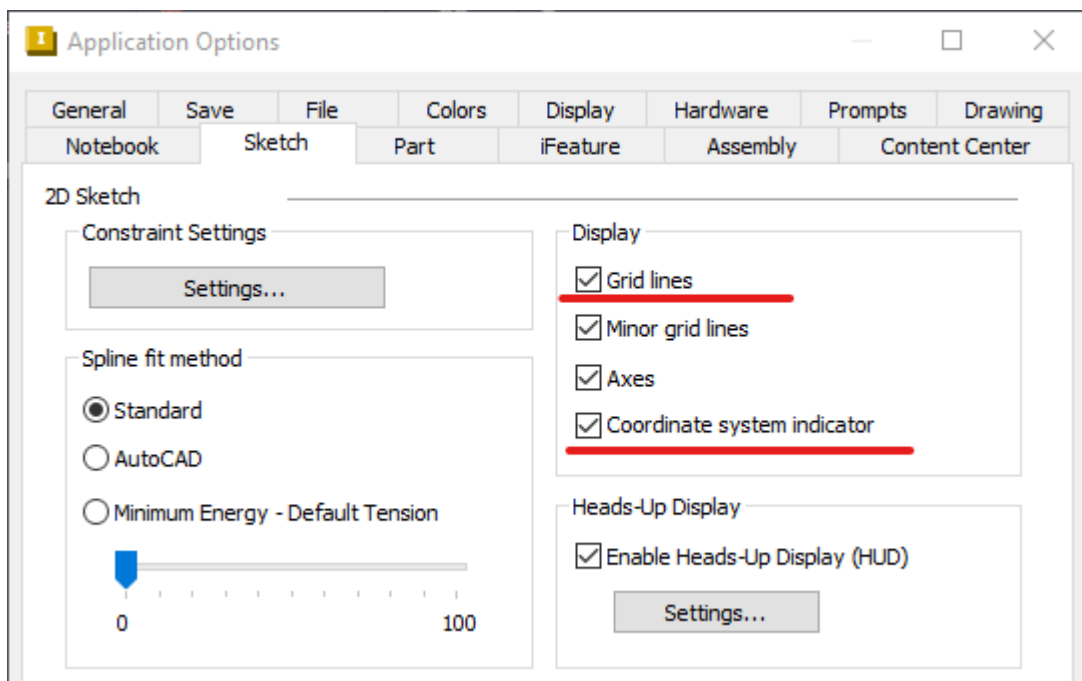 I Application Options
General Save File Colors Display Hardware Prompts Drawing
Notebook Sketch Part iFeature Assembly Content Center
2D Sketch
Constraint Settings
Settings...
Spline fit method
Standard
AutoCAD
Minimum Energy - Default Tension
0 100
Display
Grid lines
Minor grid lines
Axes
Coordinate system indicator
Heads-Up Display
Enable Heads-Up Display (HUD)
Settings...